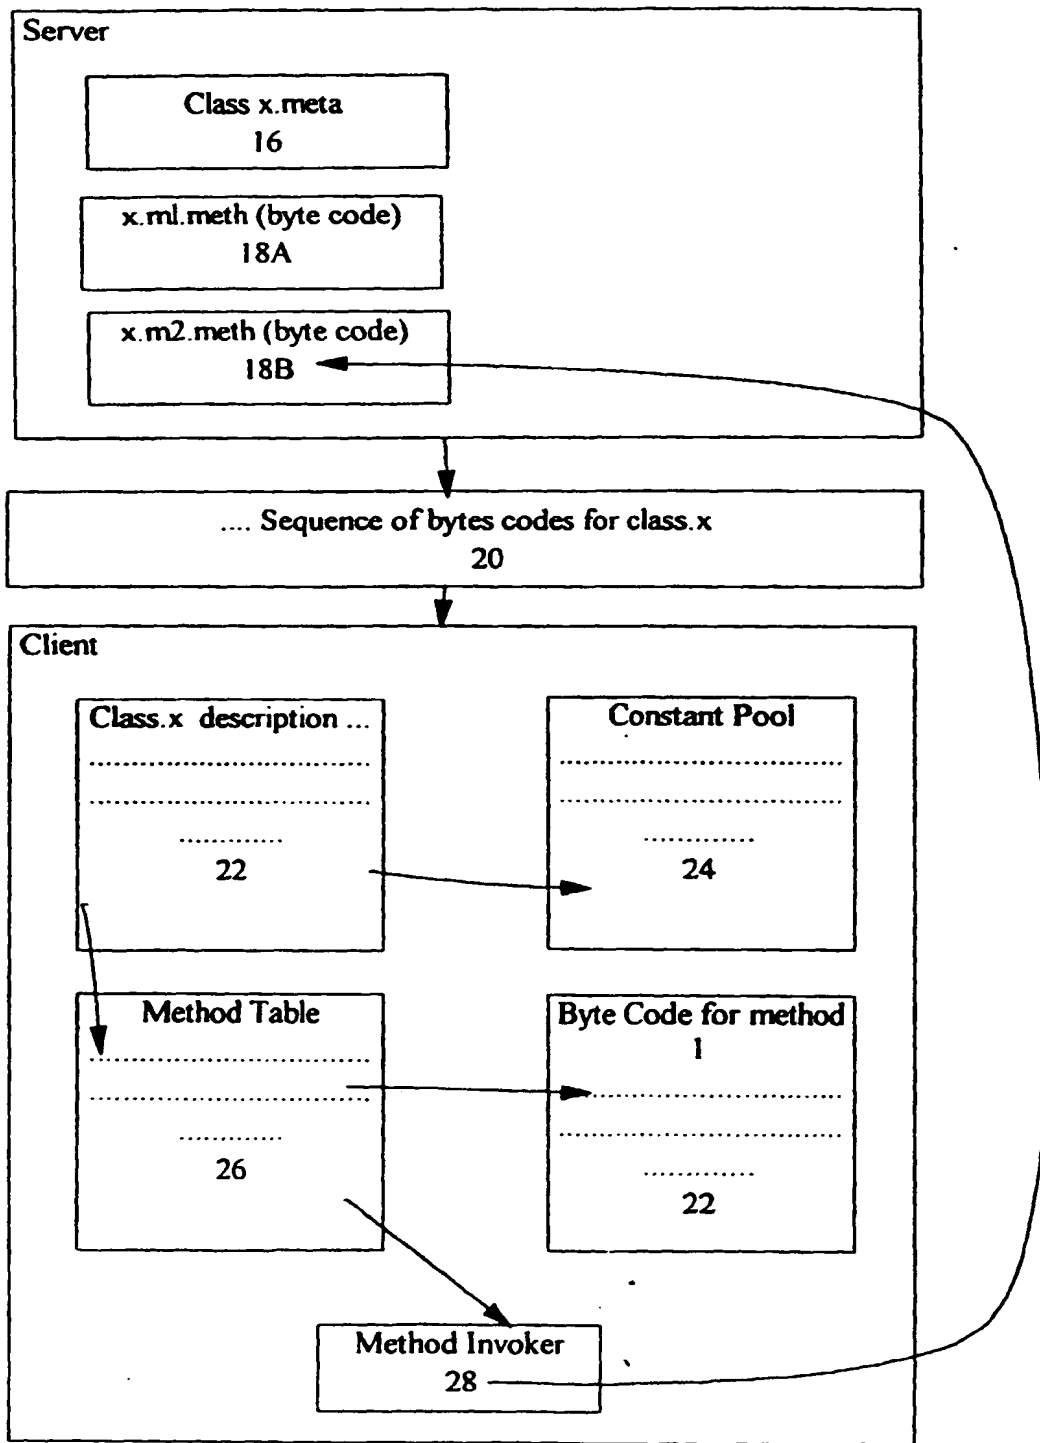 Server
Class x.meta
16
x.ml.meth (byte code)
18A
x.m2.meth (byte code)
18B
.... Sequence of bytes codes for class.x
20
Client
Class.x description ...
22
Constant Pool
24
Method Table
26
Byte Code for method
1
22
Method Invoker
28